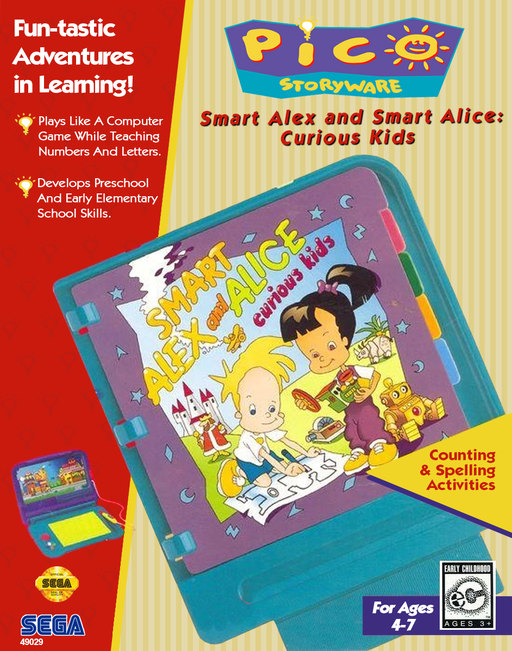 Fun-tastic
Adventures
in Learning!
Plays Like A Computer
Game While Teaching
Numbers And Letters.
Develops Preschool
And Early Elementary
School Skills.
PICO
STORYWARE
Smart Alex and Smart Alice:
Curious Kids
SMART
ALEX and ALICE
curious kids
Counting
& Spelling
Activities
SEGA
SEGA
49029
For Ages
4-7
EARLY CHILDHOOD
AGES 3+